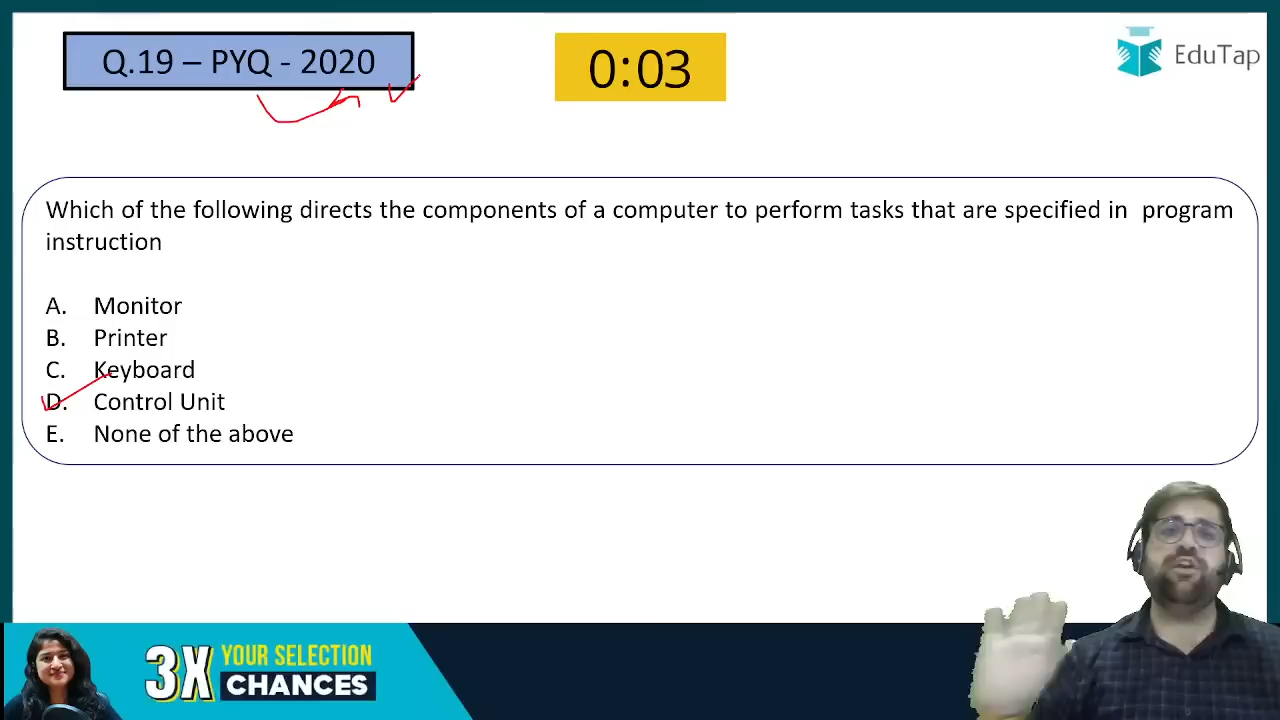 Q.19 – PYQ - 2020
0:03
EduTap
Which of the following directs the components of a computer to perform tasks that are specified in program
instruction
A. Monitor
B. Printer
C. Keyboard
D. Control Unit
E. None of the above
3X YOUR SELECTION
CHANCES